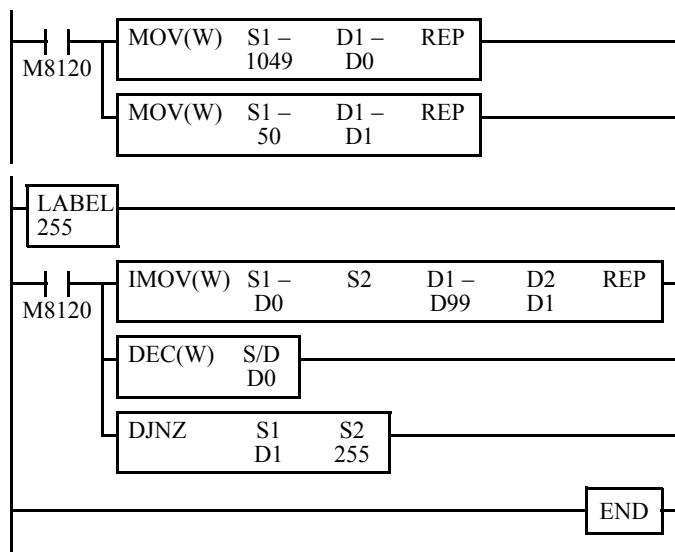 MOV(W) S1 – D1 – REP
M8120 1049 D0
MOV(W) S1 – D1 – REP
50 D1
LABEL
255
IMOV(W) S1 – S2 D1 – D2 REP
M8120 D0 D99 D1
DEC(W) S/D
D0
DJNZ S1 S2
D1 255
END